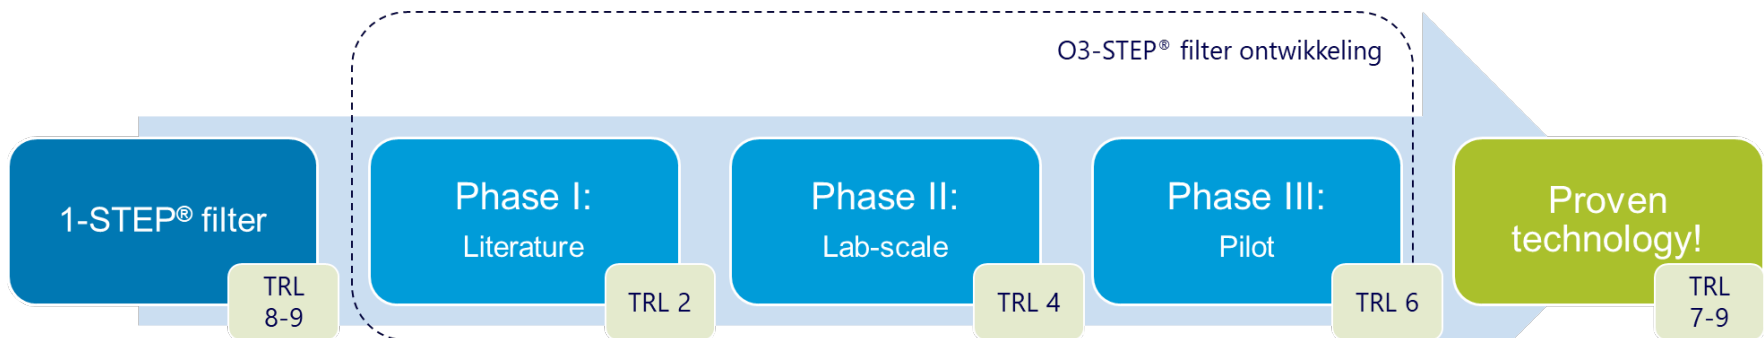 O3-STEP® filter ontwikkeling
1-STEP® filter
TRL
8-9
Phase I:
Literature
TRL 2
Phase II:
Lab-scale
TRL 4
Phase III:
Pilot
TRL 6
Proven
technology!
TRL
7-9